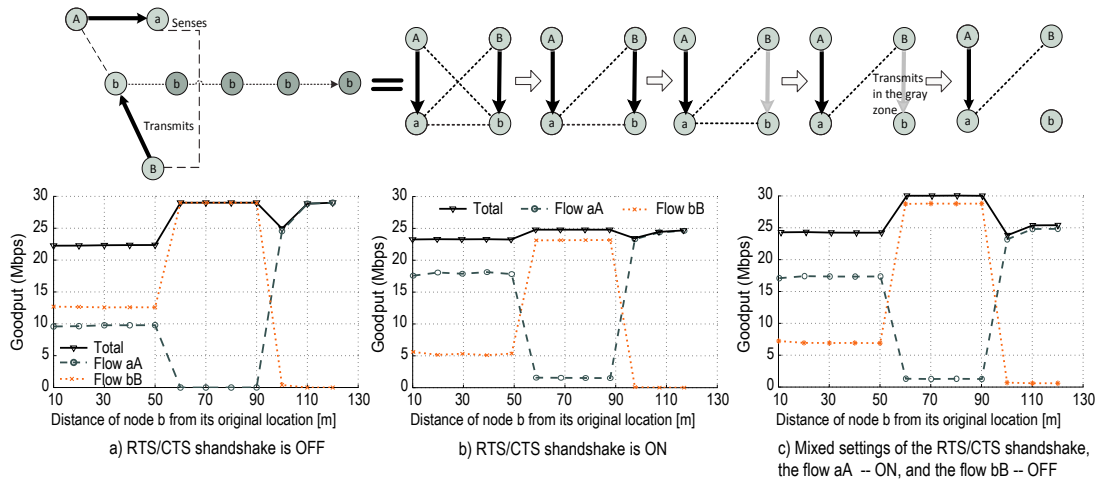 A a Senses
b b b b b
Transmits
B
A B A B A B A B A B
Transmits
in the gray
zone
a b a b a b a b a b
30
25
20
15
10
5
0
Goodput (Mbps)
Total
Flow aA
Flow bB
10 30 50 70 90 110 130
Distance of node b from its original location [m]
a) RTS/CTS shandshake is OFF
30
25
20
15
10
5
0
Goodput (Mbps)
Total Flow aA Flow bB
10 30 50 70 90 110 130
Distance of node b from its original location [m]
b) RTS/CTS shandshake is ON
30
25
20
15
10
5
0
Goodput (Mbps)
Total
Flow aA
Flow bB
10 30 50 70 90 110 130
Distance of node b from its original location [m]
c) Mixed settings of the RTS/CTS shandshake,
the flow aA -- ON, and the flow bB -- OFF